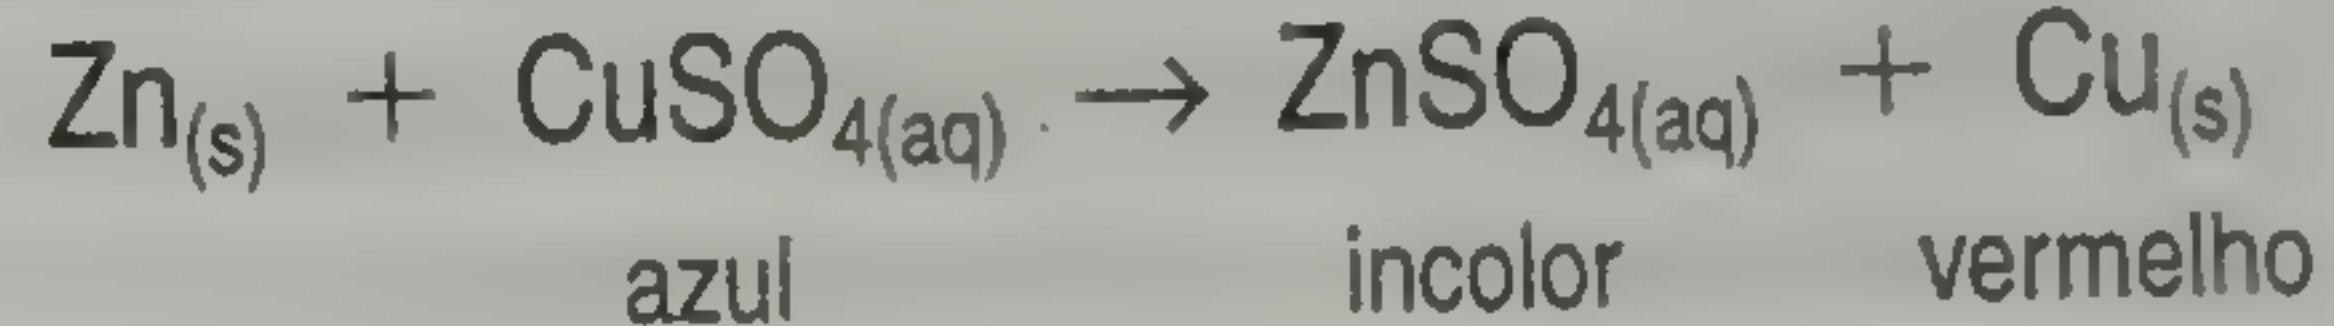 Zn(s) + CuSO4(aq) → ZnSO4(aq) + Cu(s)
azul incolor vermelho